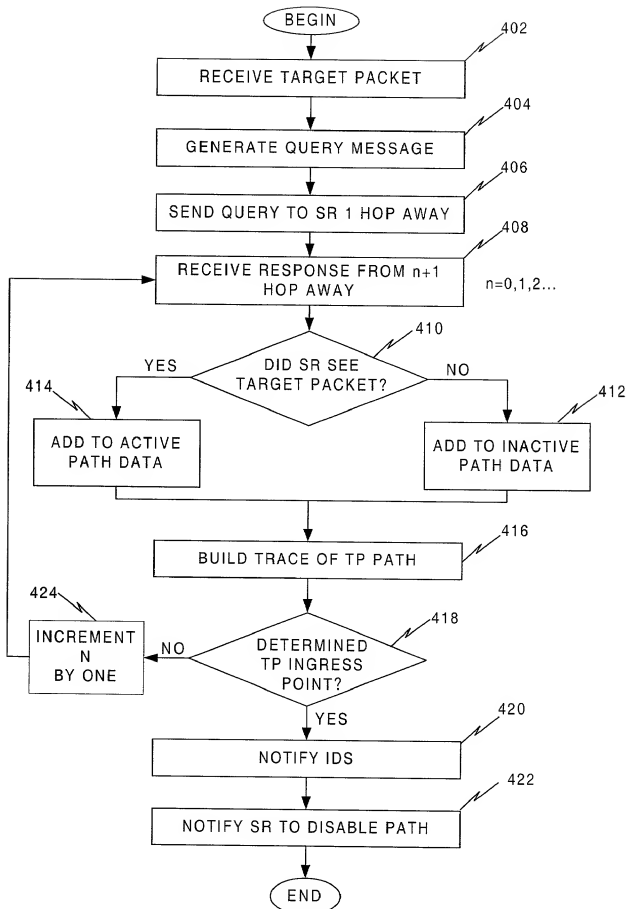 BEGIN
402
RECEIVE TARGET PACKET
404
GENERATE QUERY MESSAGE
406
SEND QUERY TO SR 1 HOP AWAY
408
RECEIVE RESPONSE FROM n+1
HOP AWAY
n=0,1,2...
410
DID SR SEE
TARGET PACKET?
YES
NO
414
ADD TO ACTIVE
PATH DATA
412
ADD TO INACTIVE
PATH DATA
416
BUILD TRACE OF TP PATH
418
DETERMINED
TP INGRESS
POINT?
NO
424
INCREMENT
N
BY ONE
YES
420
NOTIFY IDS
422
NOTIFY SR TO DISABLE PATH
END